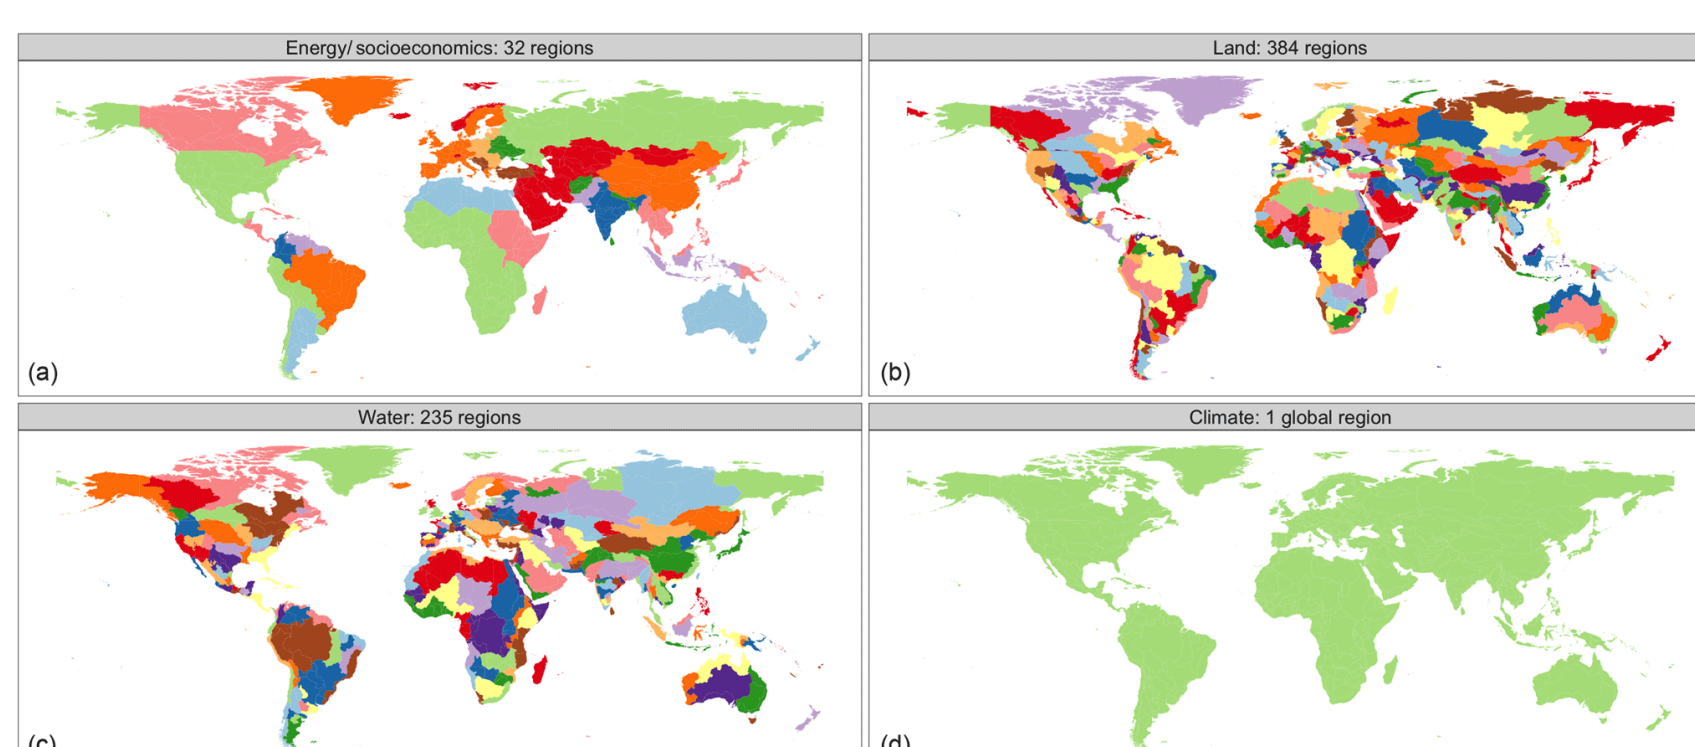 Energy/ socioeconomics: 32 regions
Land: 384 regions
(a)
(b)
Water: 235 regions
Climate: 1 global region
(c)
(d)